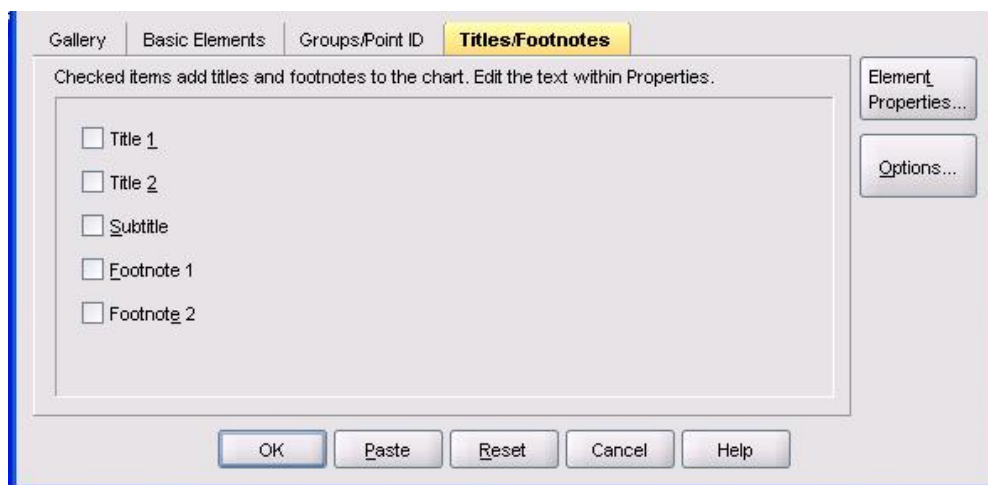 Gallery Basic Elements Groups/Point ID Titles/Footnotes
Checked items add titles and footnotes to the chart. Edit the text within Properties.
Title 1
Title 2
Subtitle
Footnote 1
Footnote 2
Element
Properties...
Options...
OK Paste Reset Cancel Help